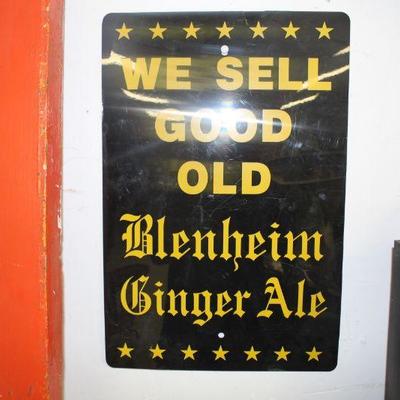 WE SELL
GOOD
OLD
Blenheim
Ginger Ale